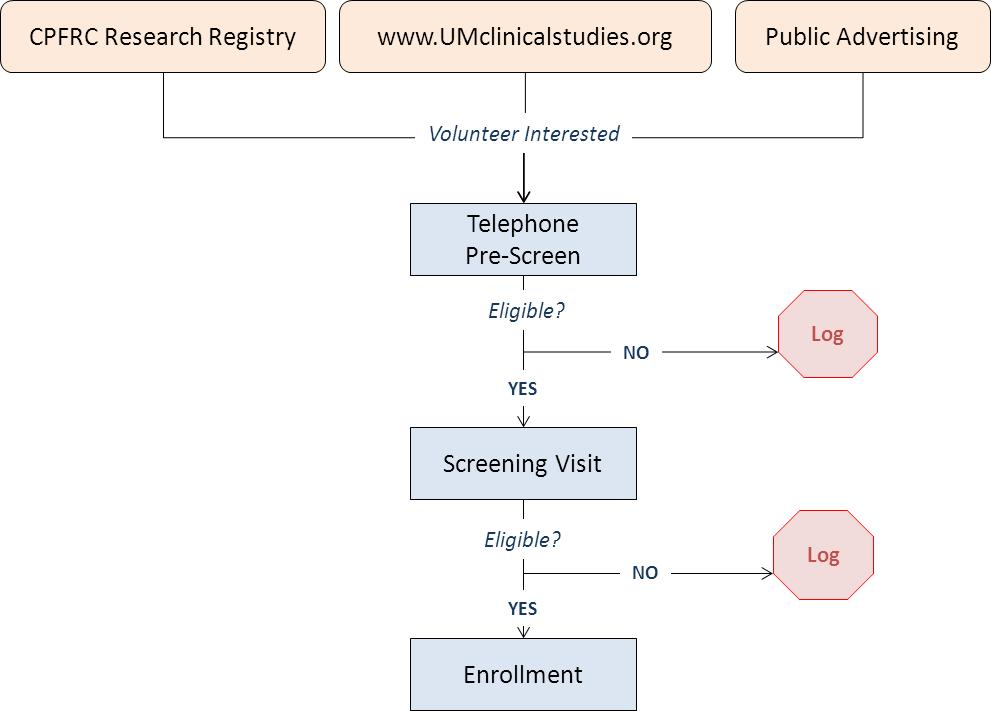 CPFRC Research Registry
www.UMclinicalstudies.org
Public Advertising
Volunteer Interested
Telephone
Pre-Screen
Eligible?
Log
NO
YES
Screening Visit
Eligible?
Log
NO
YES
Enrollment